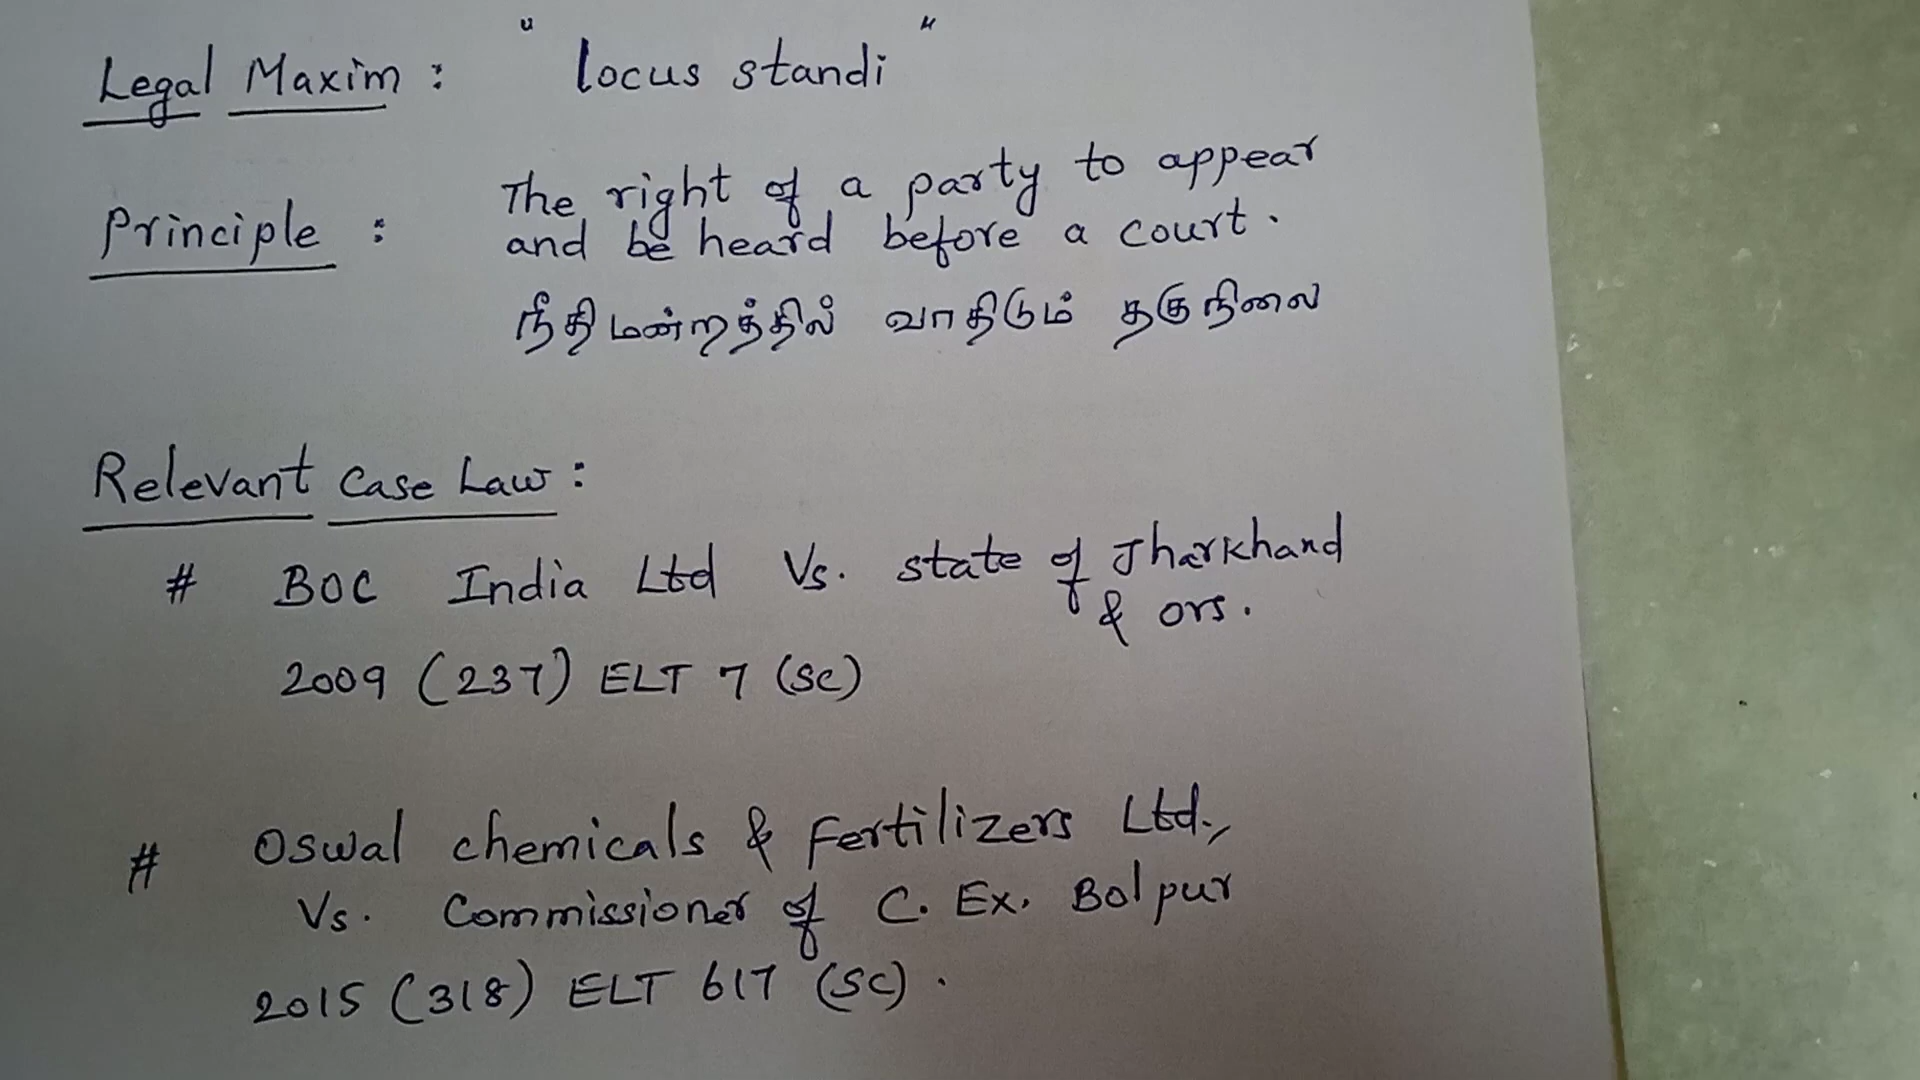 Legal Maxim : "locus standi"
Principle : The right of a party to appear
and be heard before a court.
நீதிமன்றத்தில் வாதிடும் தகுநிலை
Relevant Case Law :
# BOC India Ltd Vs. state of Jharkhand
& ors.
2009 (237) ELT 7 (SC)
# Oswal chemicals & Fertilizers Ltd.,
Vs. Commissioner of C. Ex. Bolpur
2015 (318) ELT 617 (SC).